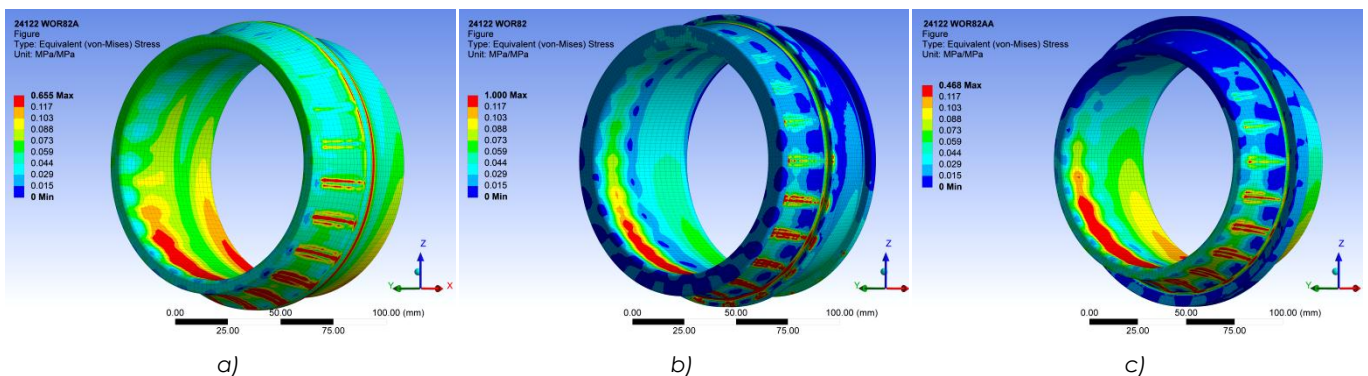 24122 WOR82A
Figure
Type: Equivalent (von-Mises) Stress
Unit: MPa/MPa
0.655 Max
0.117
0.103
0.088
0.073
0.059
0.044
0.029
0.015
0 Min
Z
Y
X
0.00
50.00
100.00 (mm)
25.00
75.00
a)
24122 WOR82
Figure
Type: Equivalent (von-Mises) Stress
Unit: MPa/MPa
1.000 Max
0.117
0.103
0.088
0.073
0.059
0.044
0.029
0.015
0 Min
Z
Y
X
0.00
50.00
100.00 (mm)
25.00
75.00
b)
24122 WOR82AA
Figure
Type: Equivalent (von-Mises) Stress
Unit: MPa/MPa
0.468 Max
0.117
0.103
0.088
0.073
0.059
0.044
0.029
0.015
0 Min
Z
Y
X
0.00
50.00
100.00 (mm)
25.00
75.00
c)